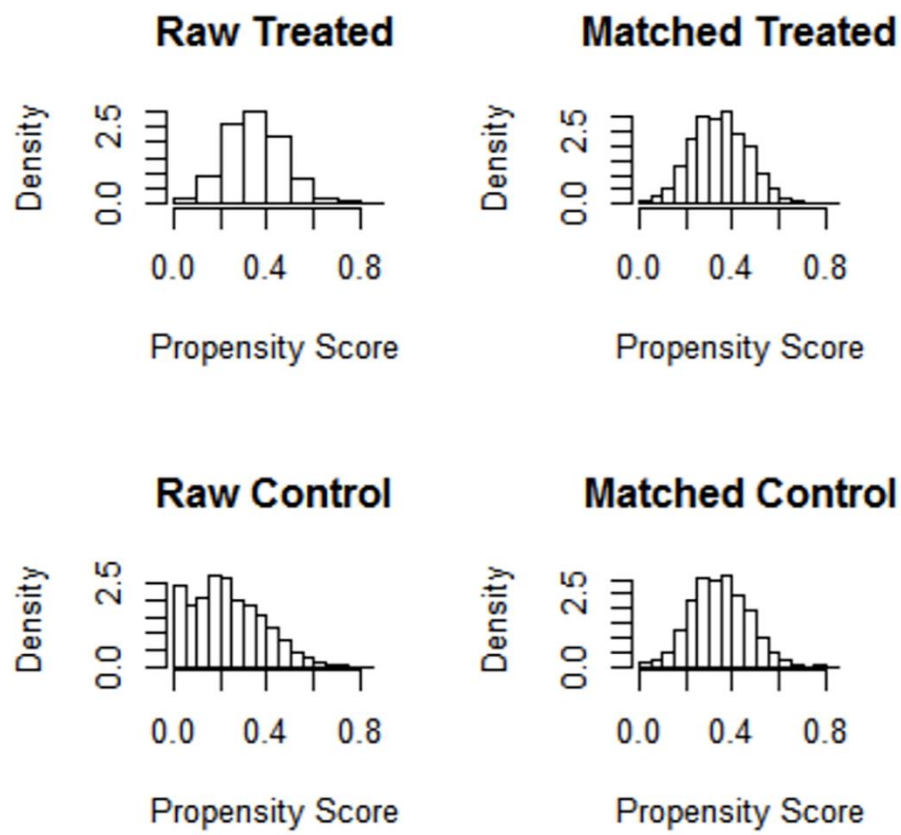 Raw Treated
Density
0.0 2.5
0.0 0.4 0.8
Propensity Score
Matched Treated
Density
0.0 2.5
0.0 0.4 0.8
Propensity Score
Raw Control
Density
0.0 2.5
0.0 0.4 0.8
Propensity Score
Matched Control
Density
0.0 2.5
0.0 0.4 0.8
Propensity Score